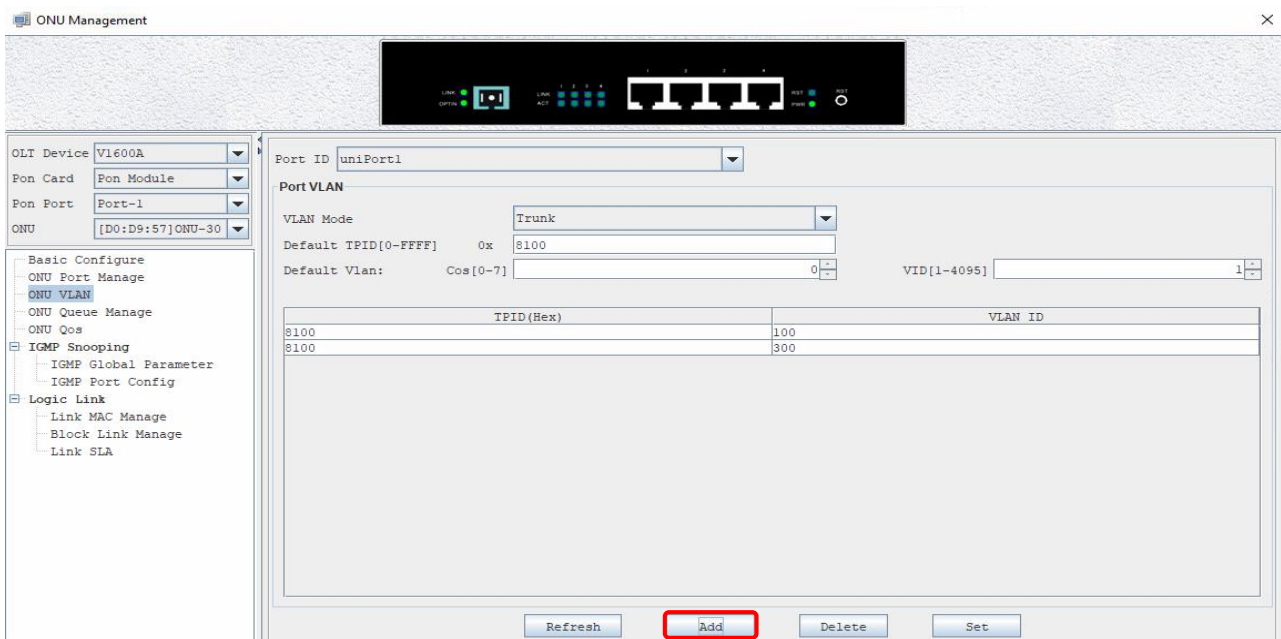 ONU Management
1 2 3 4
LINK
OPTIN
LINK 1 2 3 4
ACT
RST
PWR
RST
OLT Device V1600A
Pon Card Pon Module
Pon Port Port-1
ONU [D0:D9:57]ONU-30
Basic Configure
ONU Port Manage
ONU VLAN
ONU Queue Manage
ONU Qos
IGMP Snooping
IGMP Global Parameter
IGMP Port Config
Logic Link
Link MAC Manage
Block Link Manage
Link SLA
Port ID uniPort1
Port VLAN
VLAN Mode Trunk
Default TPID[0-FFFF] 0x 8100
Default Vlan: Cos[0-7] 0 VID[1-4095] 1
TPID(Hex) VLAN ID
8100 100
8100 300
Refresh Add Delete Set